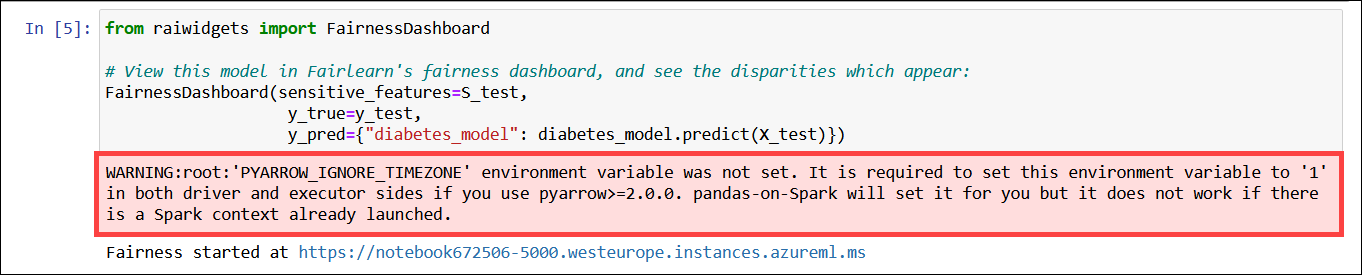 In [5]: from raiwidgets import FairnessDashboard
# View this model in Fairlearn's fairness dashboard, and see the disparities which appear:
FairnessDashboard(sensitive_features=S_test,
y_true=y_test,
y_pred={"diabetes_model": diabetes_model.predict(X_test)})
WARNING:root:'PYARROW_IGNORE_TIMEZONE' environment variable was not set. It is required to set this environment variable to '1'
in both driver and executor sides if you use pyarrow>=2.0.0. pandas-on-Spark will set it for you but it does not work if there
is a Spark context already launched.
Fairness started at https://notebook672506-5000.westeurope.instances.azureml.ms